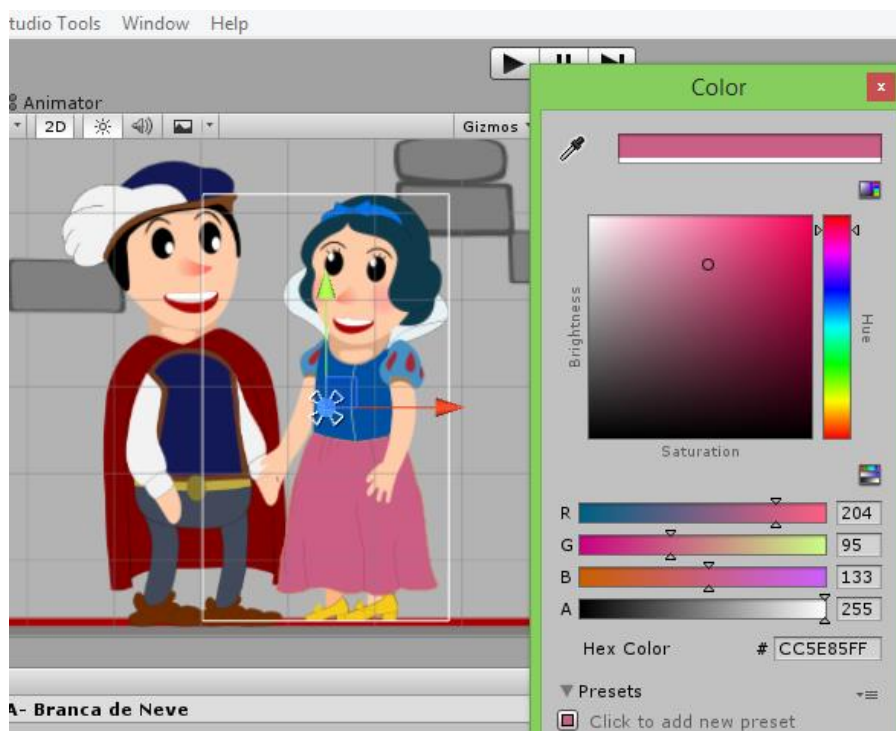 tudio Tools Window Help
Color
Animator
2D
Gizmos
Brightness
Hue
Saturation
R 204
G 95
B 133
A 255
Hex Color # CC5E85FF
Presets
Click to add new preset
A- Branca de Neve